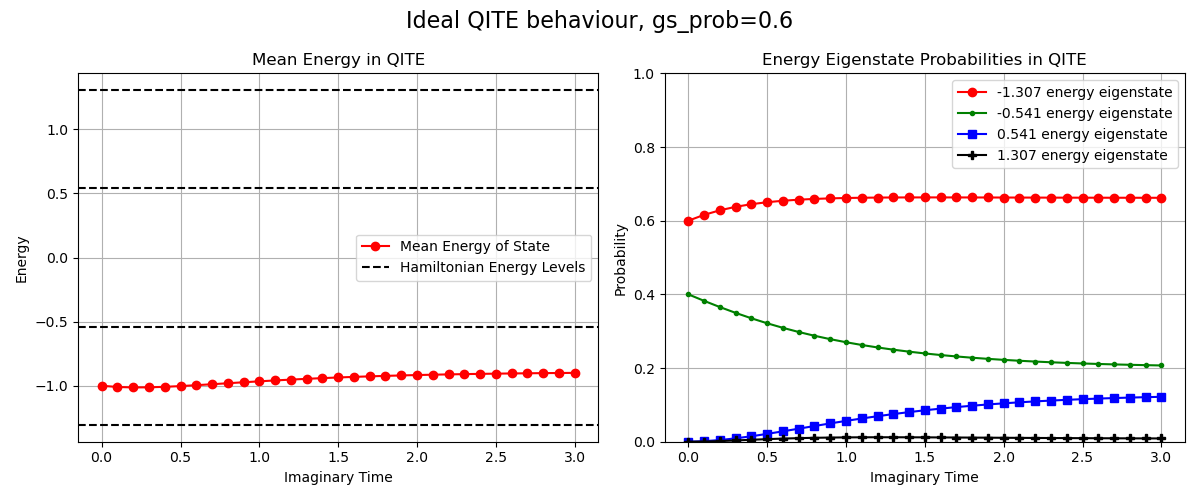 Ideal QITE behaviour, gs_prob=0.6
Mean Energy in QITE
Energy
1.0
0.5
0.0
−0.5
−1.0
Mean Energy of State
Hamiltonian Energy Levels
0.0 0.5 1.0 1.5 2.0 2.5 3.0
Imaginary Time
Energy Eigenstate Probabilities in QITE
Probability
1.0
0.8
0.6
0.4
0.2
0.0
-1.307 energy eigenstate
-0.541 energy eigenstate
0.541 energy eigenstate
1.307 energy eigenstate
0.0 0.5 1.0 1.5 2.0 2.5 3.0
Imaginary Time